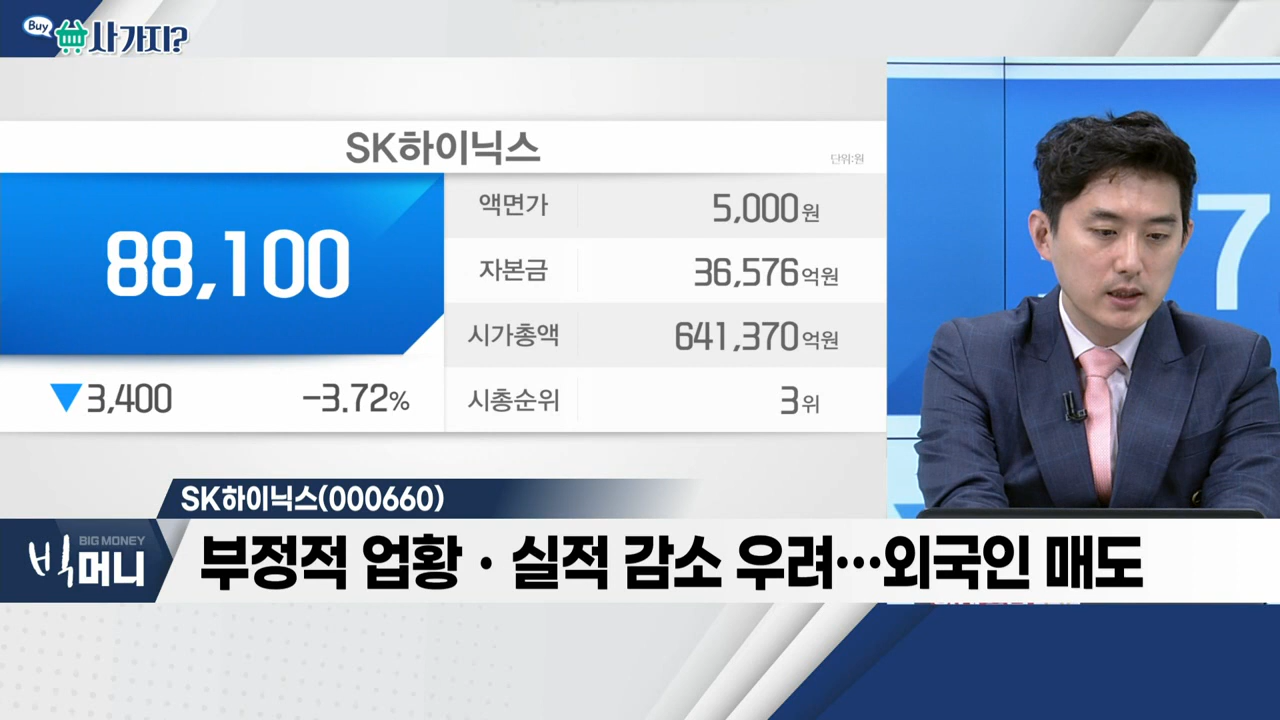 Buy 사가지?
SK하이닉스
단위:원
88,100
▼3,400 -3.72%
액면가 5,000원
자본금 36,576억원
시가총액 641,370억원
시총순위 3위
7
SK하이닉스(000660)
BIG MONEY
빅머니
부정적 업황·실적 감소 우려…외국인 매도